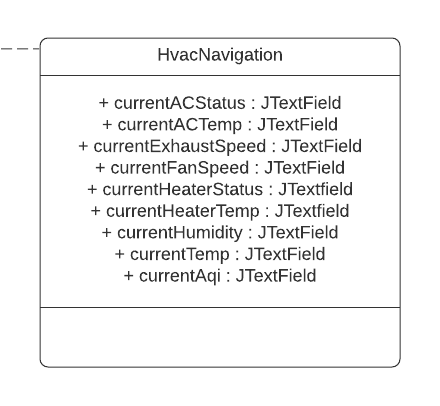 HvacNavigation
+ currentACStatus : JTextField
+ currentACTemp : JTextField
+ currentExhaustSpeed : JTextField
+ currentFanSpeed : JTextField
+ currentHeaterStatus : JTextfield
+ currentHeaterTemp : JTextfield
+ currentHumidity : JTextField
+ currentTemp : JTextField
+ currentAqi : JTextField